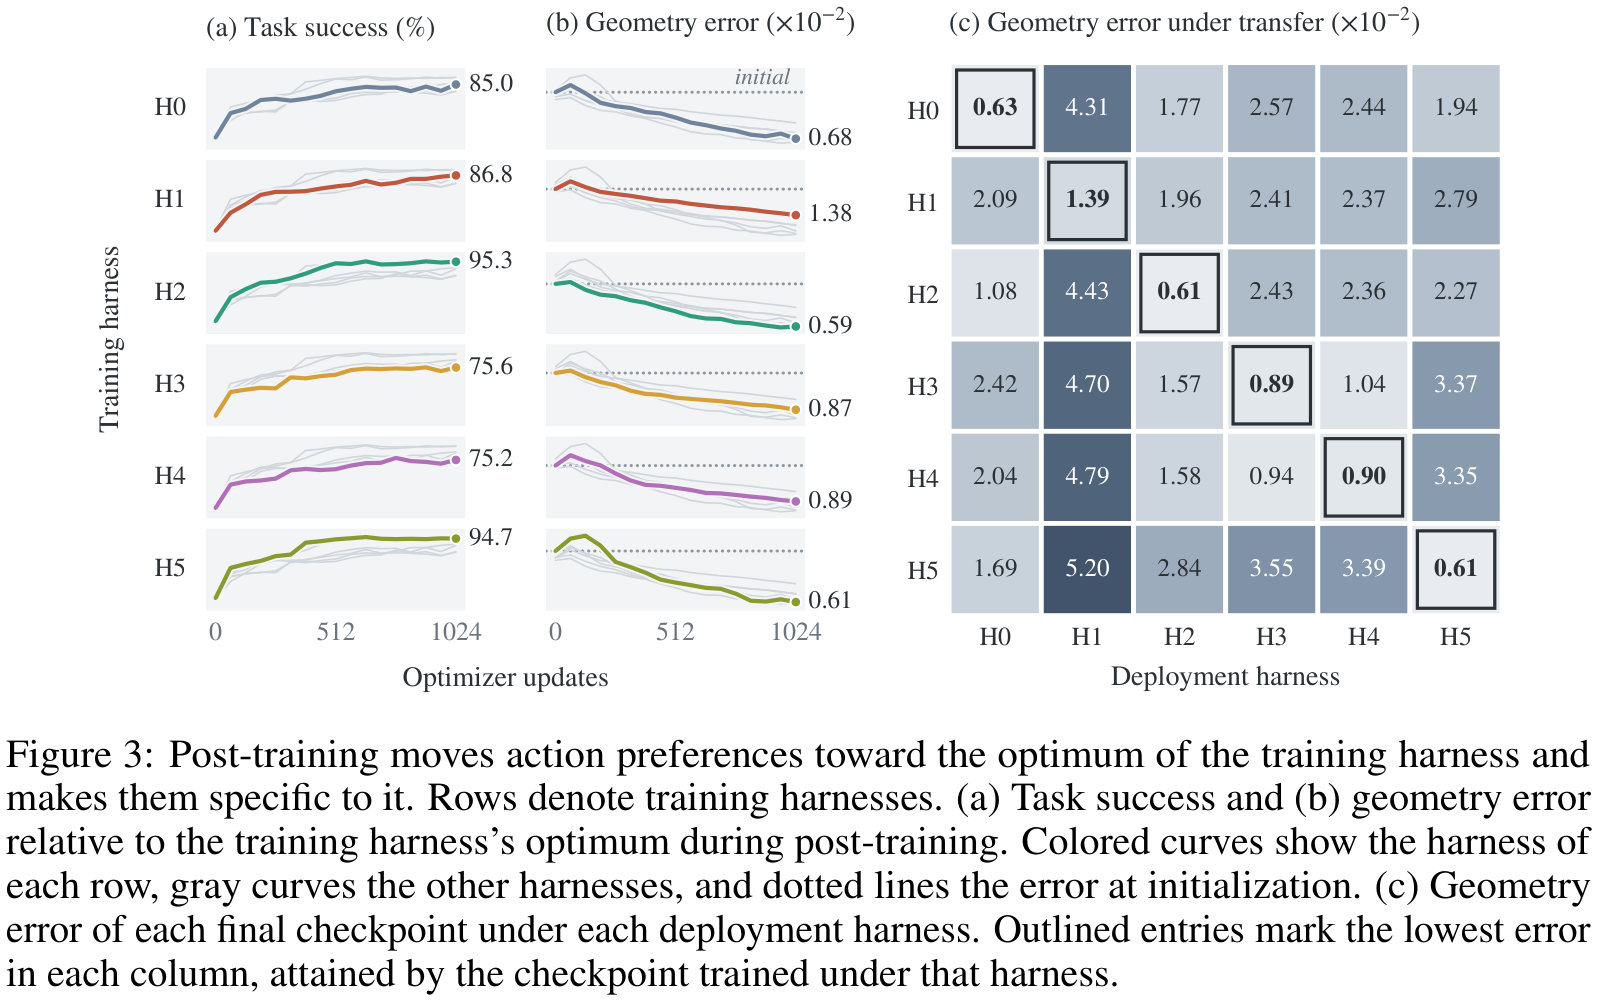 (a) Task success (%)
(b) Geometry error (×10⁻²)
(c) Geometry error under transfer (×10⁻²)
Training harness
initial
H0 85.0 0.68
H1 86.8 1.38
H2 95.3 0.59
H3 75.6 0.87
H4 75.2 0.89
H5 94.7 0.61
0 512 1024 0 512 1024
Optimizer updates
H0 0.63 4.31 1.77 2.57 2.44 1.94
H1 2.09 1.39 1.96 2.41 2.37 2.79
H2 1.08 4.43 0.61 2.43 2.36 2.27
H3 2.42 4.70 1.57 0.89 1.04 3.37
H4 2.04 4.79 1.58 0.94 0.90 3.35
H5 1.69 5.20 2.84 3.55 3.39 0.61
H0 H1 H2 H3 H4 H5
Deployment harness
Figure 3: Post-training moves action preferences toward the optimum of the training harness and
makes them specific to it. Rows denote training harnesses. (a) Task success and (b) geometry error
relative to the training harness's optimum during post-training. Colored curves show the harness of
each row, gray curves the other harnesses, and dotted lines the error at initialization. (c) Geometry
error of each final checkpoint under each deployment harness. Outlined entries mark the lowest error
in each column, attained by the checkpoint trained under that harness.